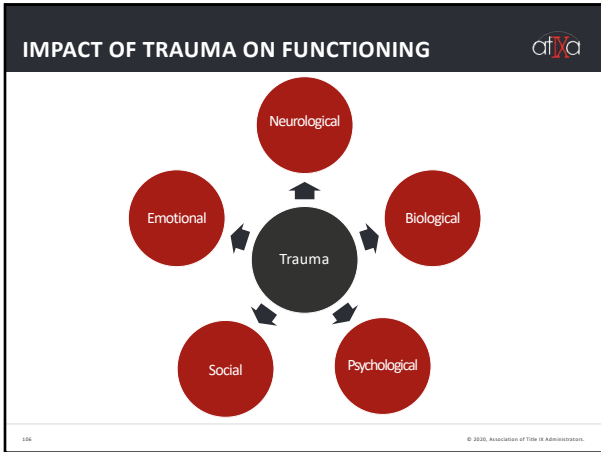 IMPACT OF TRAUMA ON FUNCTIONING
atIXa
Neurological
Emotional
Biological
Trauma
Social
Psychological
106
© 2020, Association of Title IX Administrators.